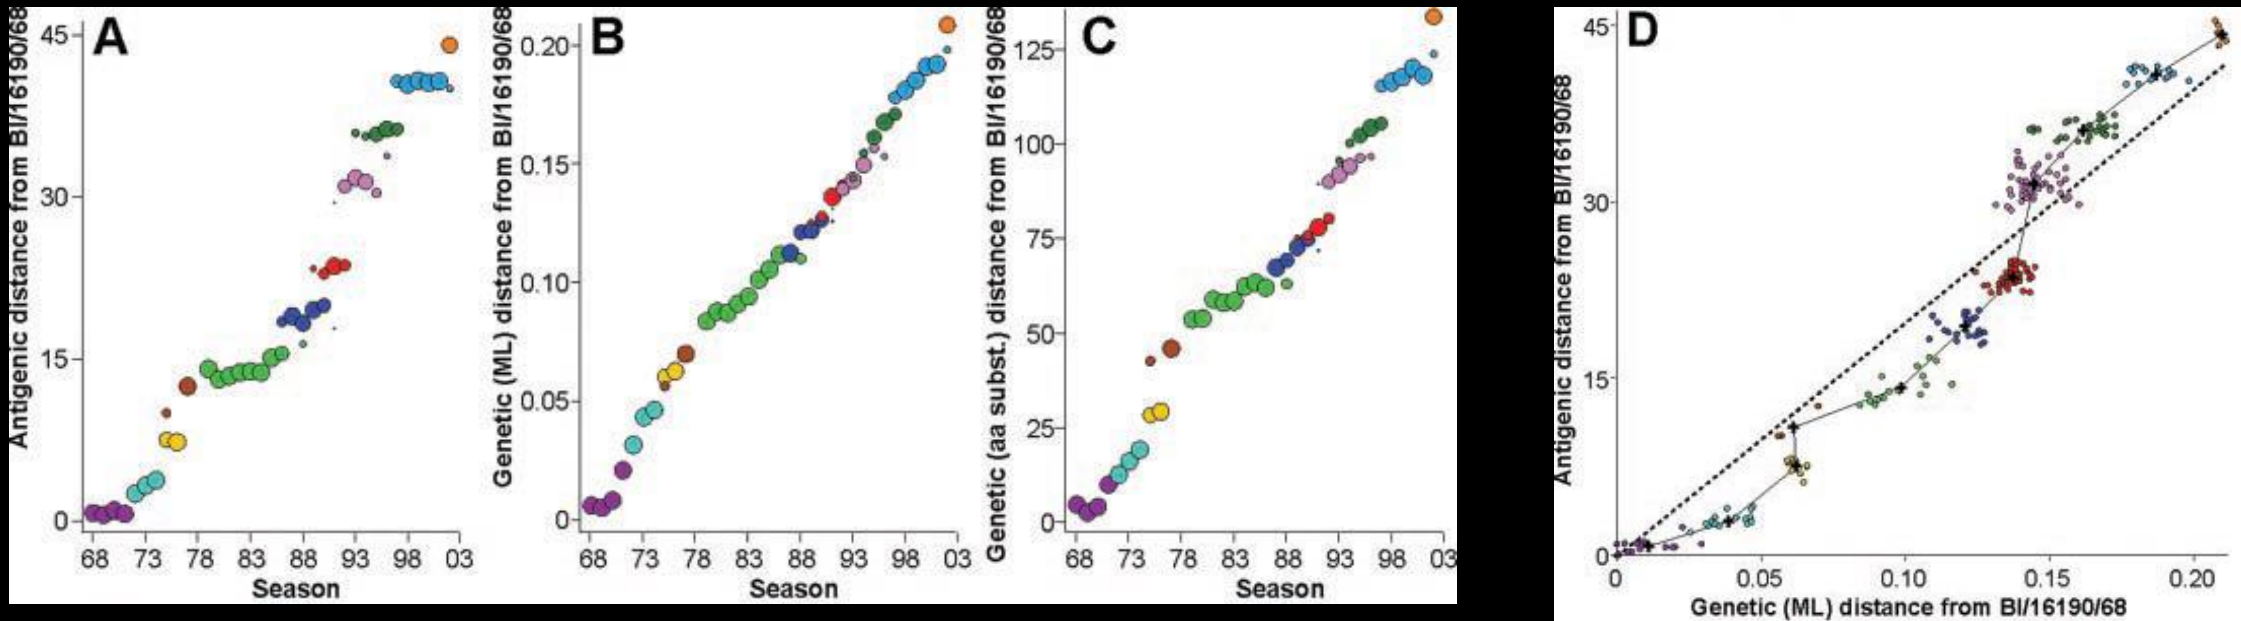 A
Antigenic distance from BI/16190/68
45
30
15
0
68 73 78 83 88 93 98 03
Season
B
Genetic (ML) distance from BI/16190/68
0.20
0.15
0.10
0.05
0
68 73 78 83 88 93 98 03
Season
C
Genetic (aa subst.) distance from BI/16190/68
125
100
75
50
25
0
68 73 78 83 88 93 98 03
Season
D
Antigenic distance from BI/16190/68
45
30
15
0
0 0.05 0.10 0.15 0.20
Genetic (ML) distance from BI/16190/68